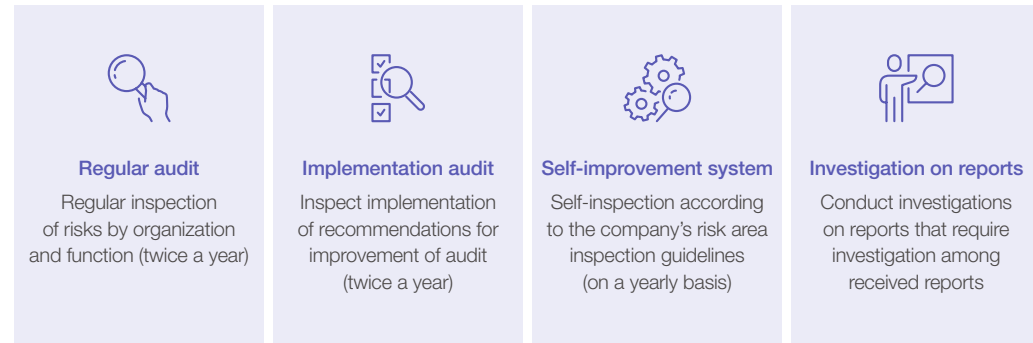 Regular audit
Regular inspection
of risks by organization
and function (twice a year)
Implementation audit
Inspect implementation
of recommendations for
improvement of audit
(twice a year)
Self-improvement system
Self-inspection according
to the company's risk area
inspection guidelines
(on a yearly basis)
Investigation on reports
Conduct investigations
on reports that require
investigation among
received reports